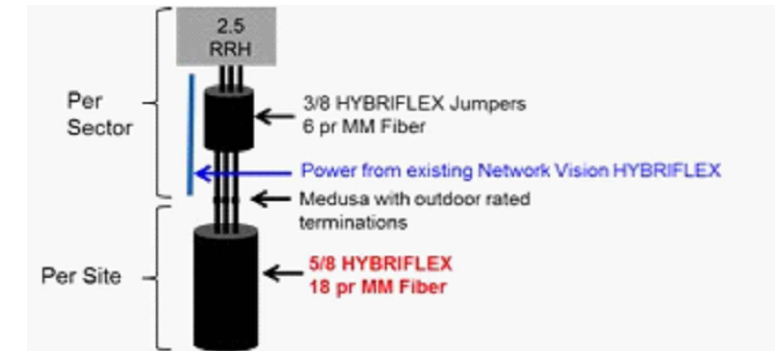 2.5
RRH
Per
Sector
3/8 HYBRIFLEX Jumpers
6 pr MM Fiber
Power from existing Network Vision HYBRIFLEX
Medusa with outdoor rated
terminations
Per Site
5/8 HYBRIFLEX
18 pr MM Fiber